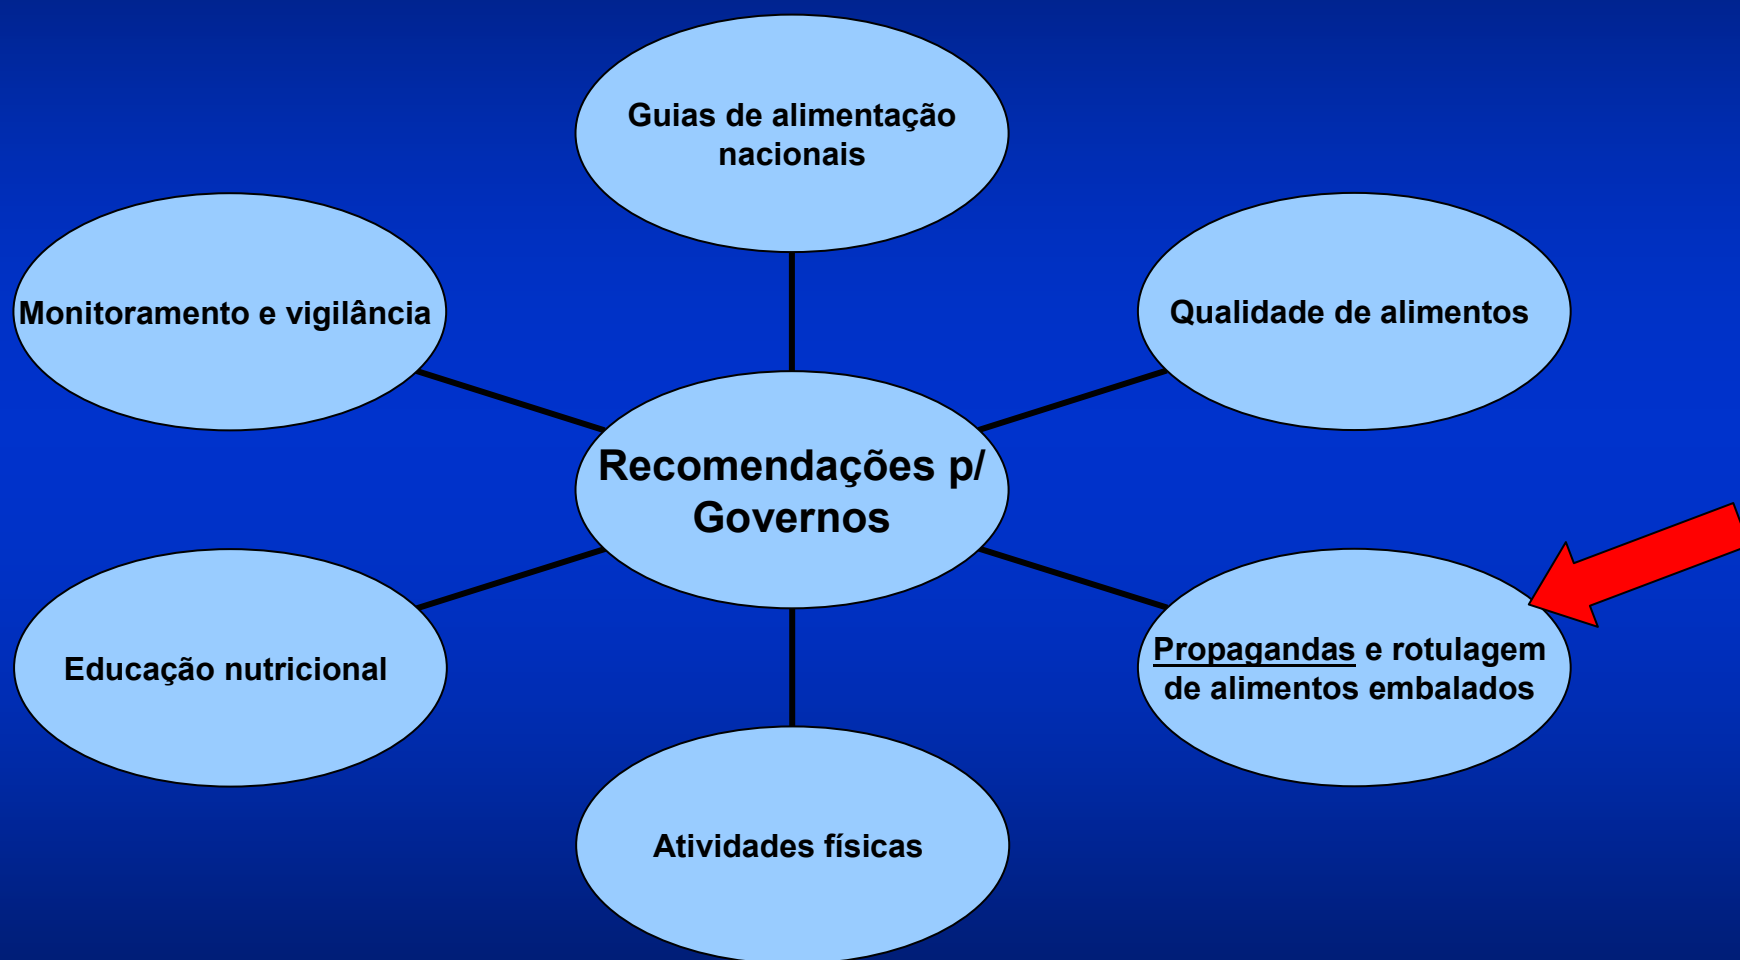 Guias de alimentação
nacionais
Monitoramento e vigilância
Qualidade de alimentos
Recomendações p/
Governos
Educação nutricional
Propagandas e rotulagem
de alimentos embalados
Atividades físicas